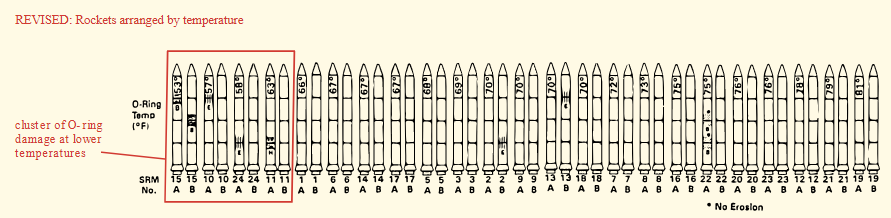 REVISED: Rockets arranged by temperature
53° 57° 58° 63° 66° 67° 67° 67° 68° 69° 70° 70° 70° 70° 72° 73° 75° 75° 76° 76° 78° 79° 81°
O-Ring
Temp
(°F)
cluster of O-ring
damage at lower
temperatures
SRM 15 15 10 10 24 24 11 11 1 1 6 6 14 14 17 17 5 5 3 3 2 2 9 9 13 13 18 18 7 7 8 8 16 16 22 22 20 20 23 23 12 12 21 21 19 19
No. A B A B A B A B A B A B A B A B A B A B A B A B A B A B A B A B A B A B A B A B A B A B A B
* No Erosion